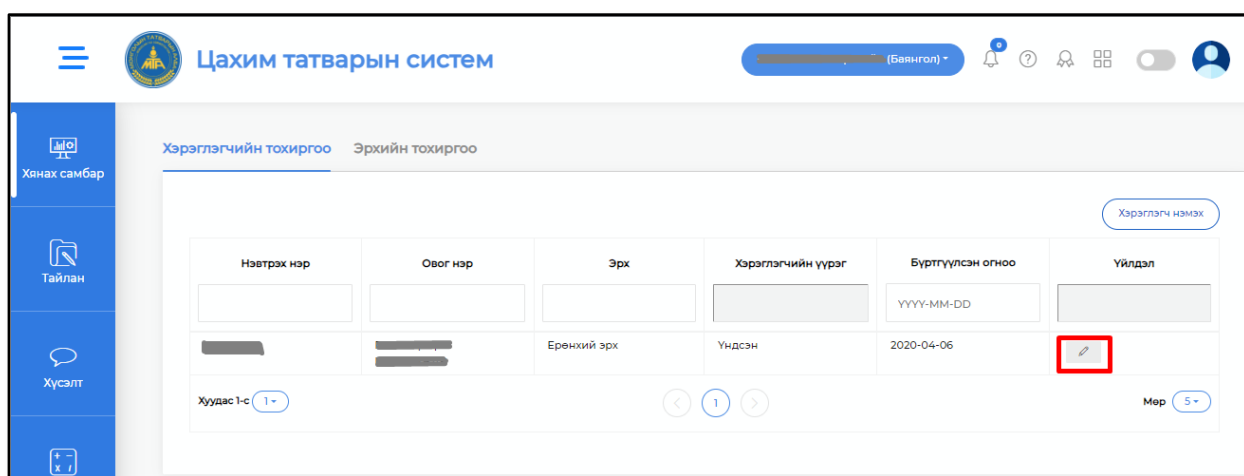 Цахим татварын систем
(Баянгол)
Хянах самбар
Тайлан
Хүсэлт
Хэрэглэгчийн тохиргоо Эрхийн тохиргоо
Хэрэглэгч нэмэх
Нэвтрэх нэр Овог нэр Эрх Хэрэглэгчийн үүрэг Бүртгүүлсэн огноо Үйлдэл
YYYY-MM-DD
Ерөнхий эрх Үндсэн 2020-04-06
Хуудас 1-с 1 1 Мөр 5